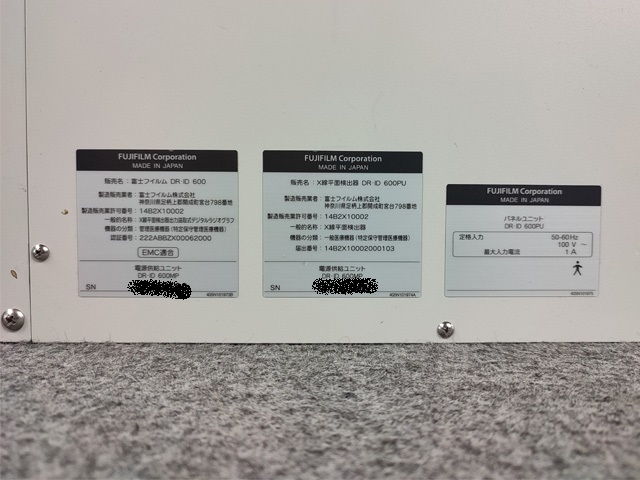 FUJIFILM Corporation
MADE IN JAPAN
販売名：富士フイルム DR-ID 600
製造販売業者：富士フイルム株式会社
神奈川県足柄上郡開成町宮台798番地
製造販売業許可番号：14B2X10002
一般的名称：X線平面検出器出力読取式デジタルラジオグラフ
機器の分類：管理医療機器(特定保守管理医療機器)
認証番号：222ABBZX00062000
EMC適合
電源供給ユニット
DR-ID 600MP
SN
FUJIFILM Corporation
MADE IN JAPAN
販売名：X線平面検出器 DR-ID 600PU
製造販売業者：富士フイルム株式会社
神奈川県足柄上郡開成町宮台798番地
製造販売業許可番号：14B2X10002
一般的名称：X線平面検出器
機器の分類：一般医療機器(特定保守管理医療機器)
届出番号：14B2X10002000103
電源供給ユニット
DR-ID 600MP
SN
FUJIFILM Corporation
MADE IN JAPAN
パネルユニット
DR-ID 600PU
定格入力 50-60Hz
100 V ～
最大入力電流 1 A